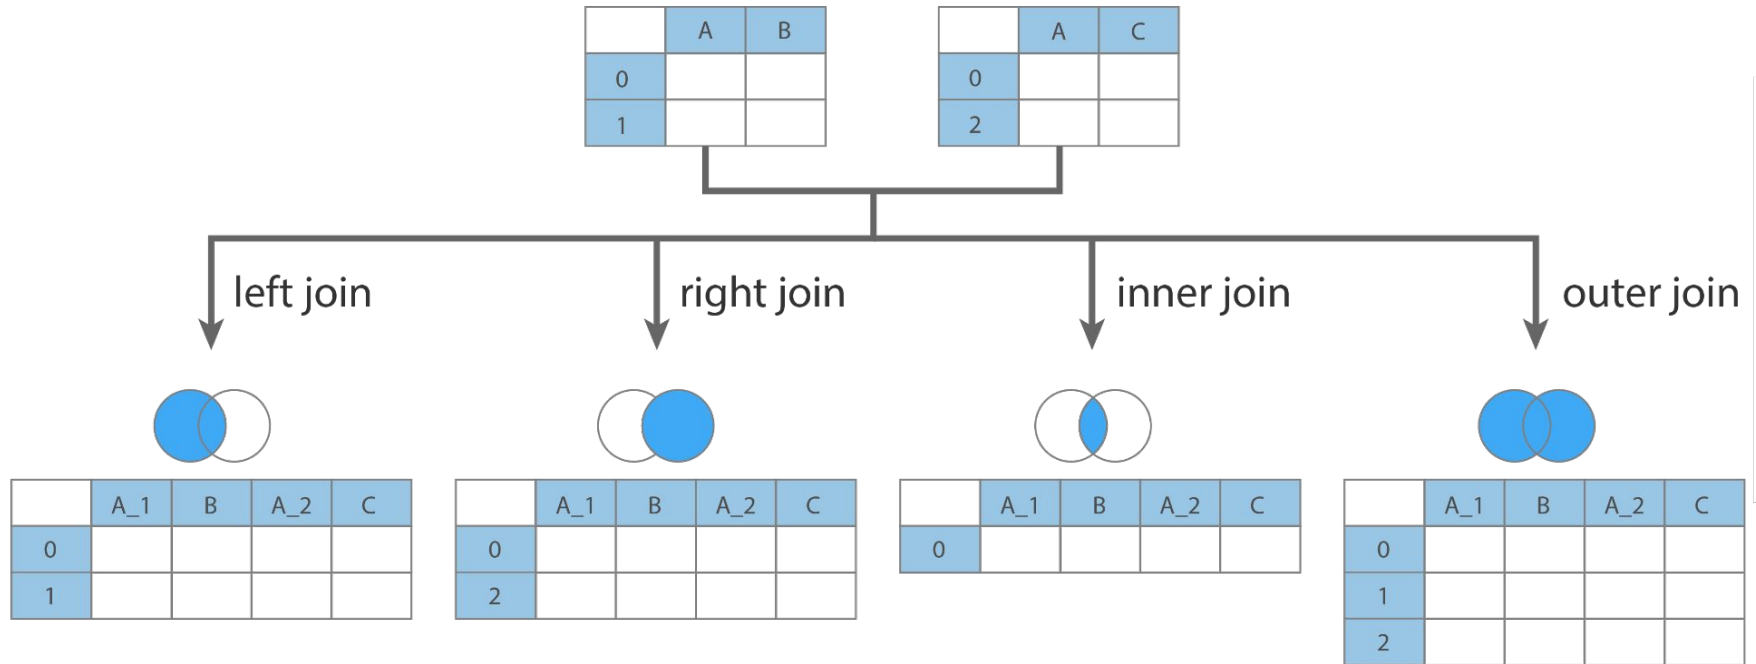 A B
0
1
A C
0
2
left join
right join
inner join
outer join
A_1 B A_2 C
0
1
A_1 B A_2 C
0
2
A_1 B A_2 C
0
A_1 B A_2 C
0
1
2